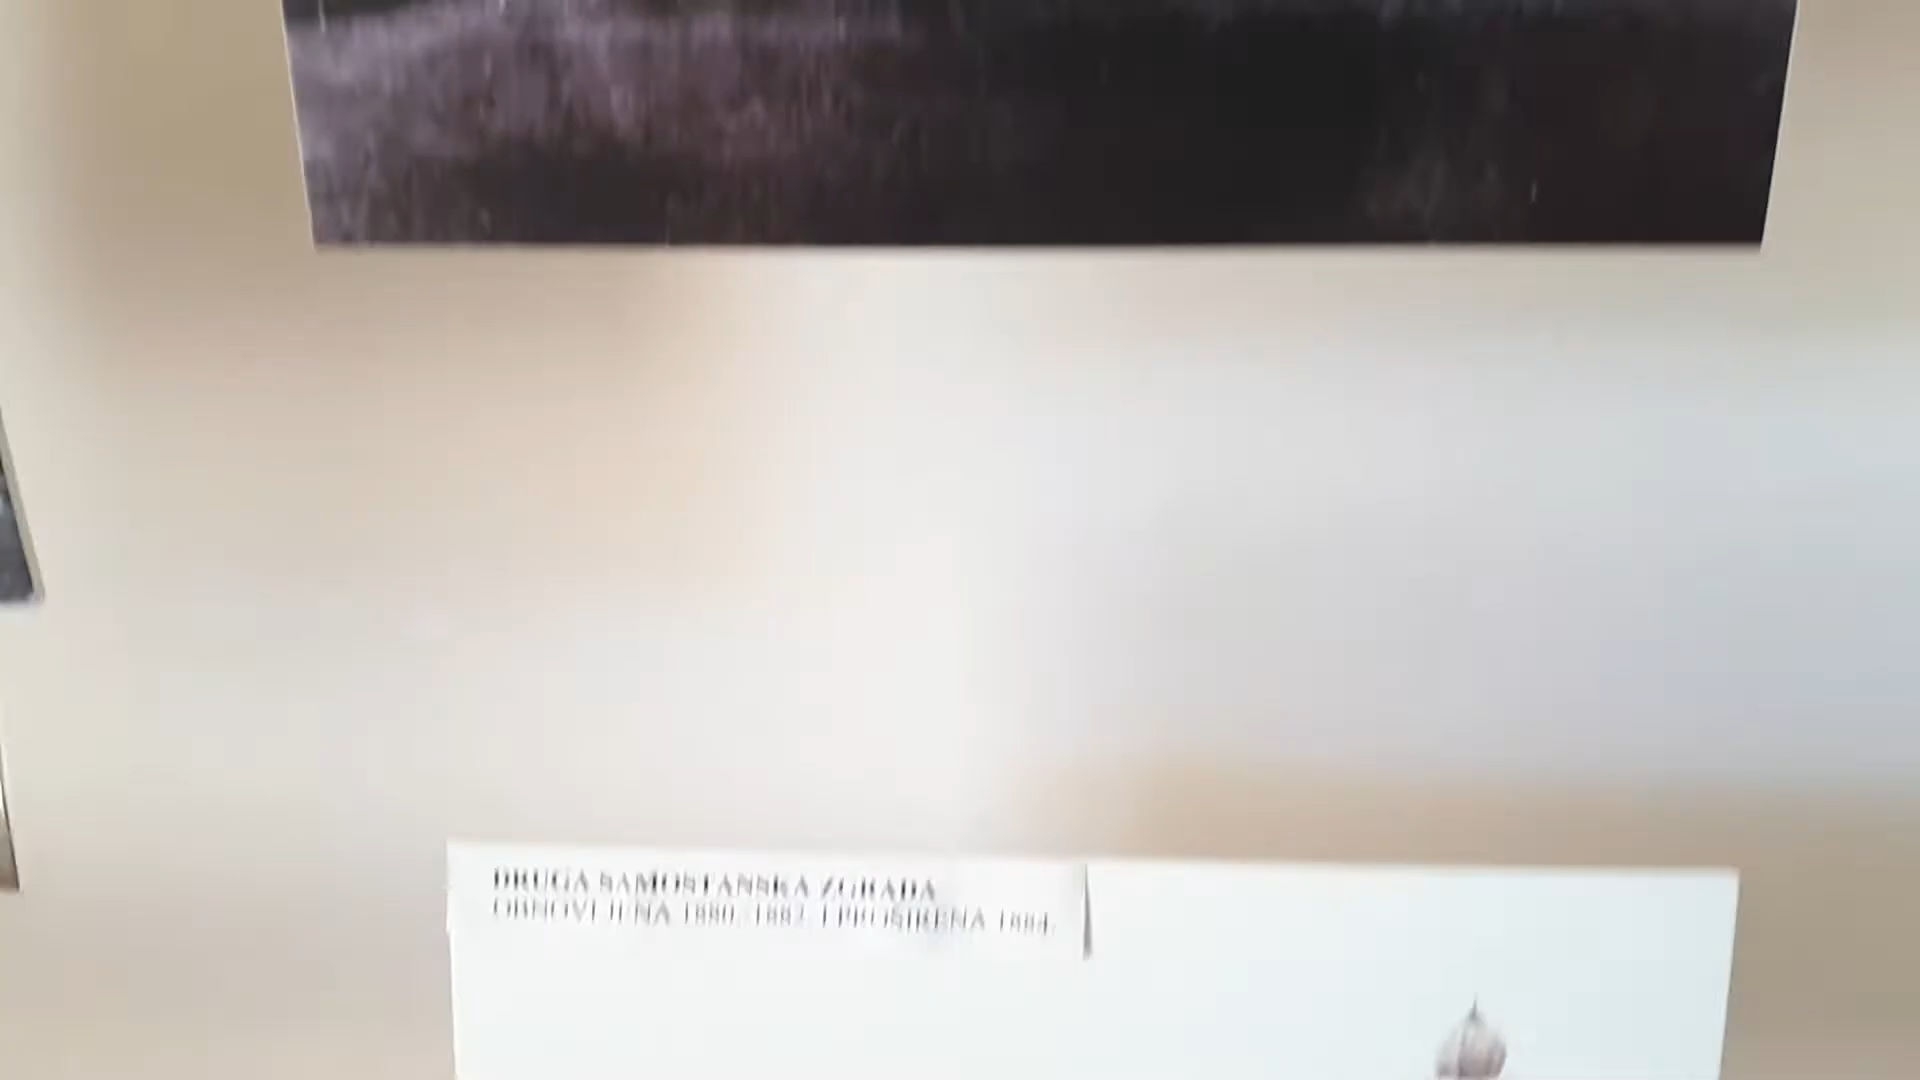 DRUGA SAMOSTANSKA ZGRADA
OBNOVLJENA 1880.-1882. I PROŠIRENA 1884.